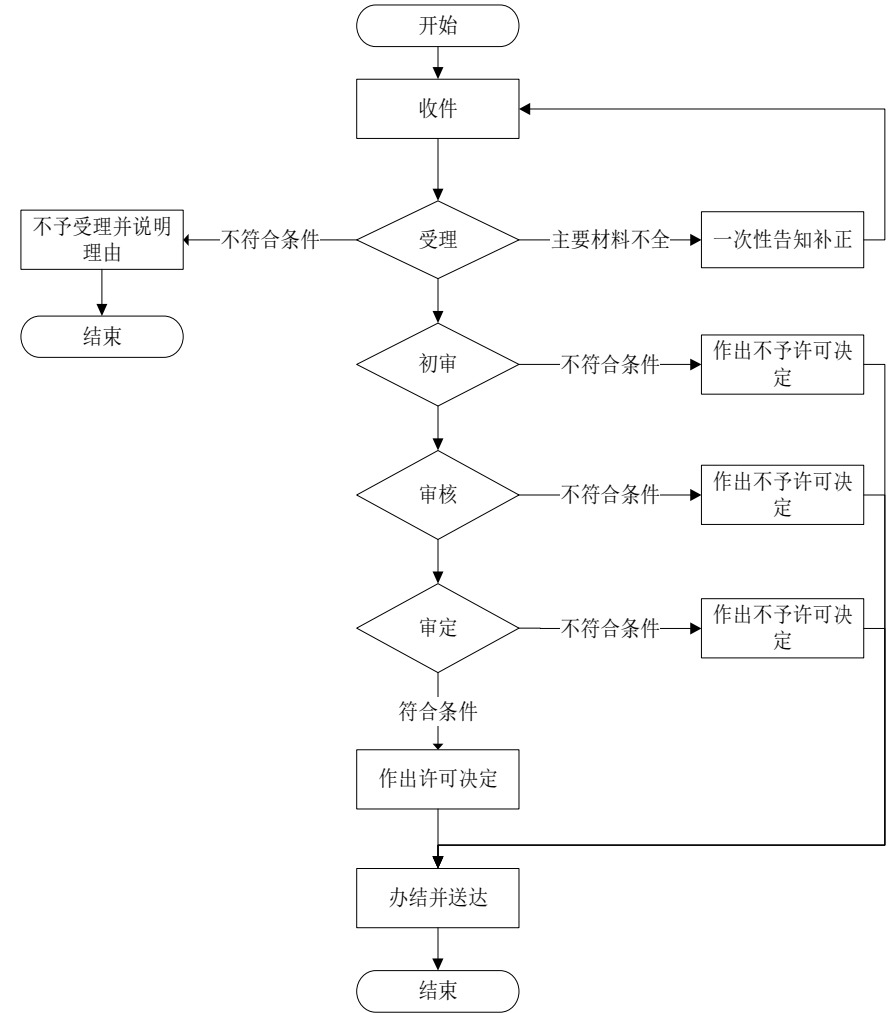 开始
收件
不予受理并说明
理由
不符合条件
受理
主要材料不全
一次性告知补正
结束
初审
不符合条件
作出不予许可决
定
审核
不符合条件
作出不予许可决
定
审定
不符合条件
作出不予许可决
定
符合条件
作出许可决定
办结并送达
结束